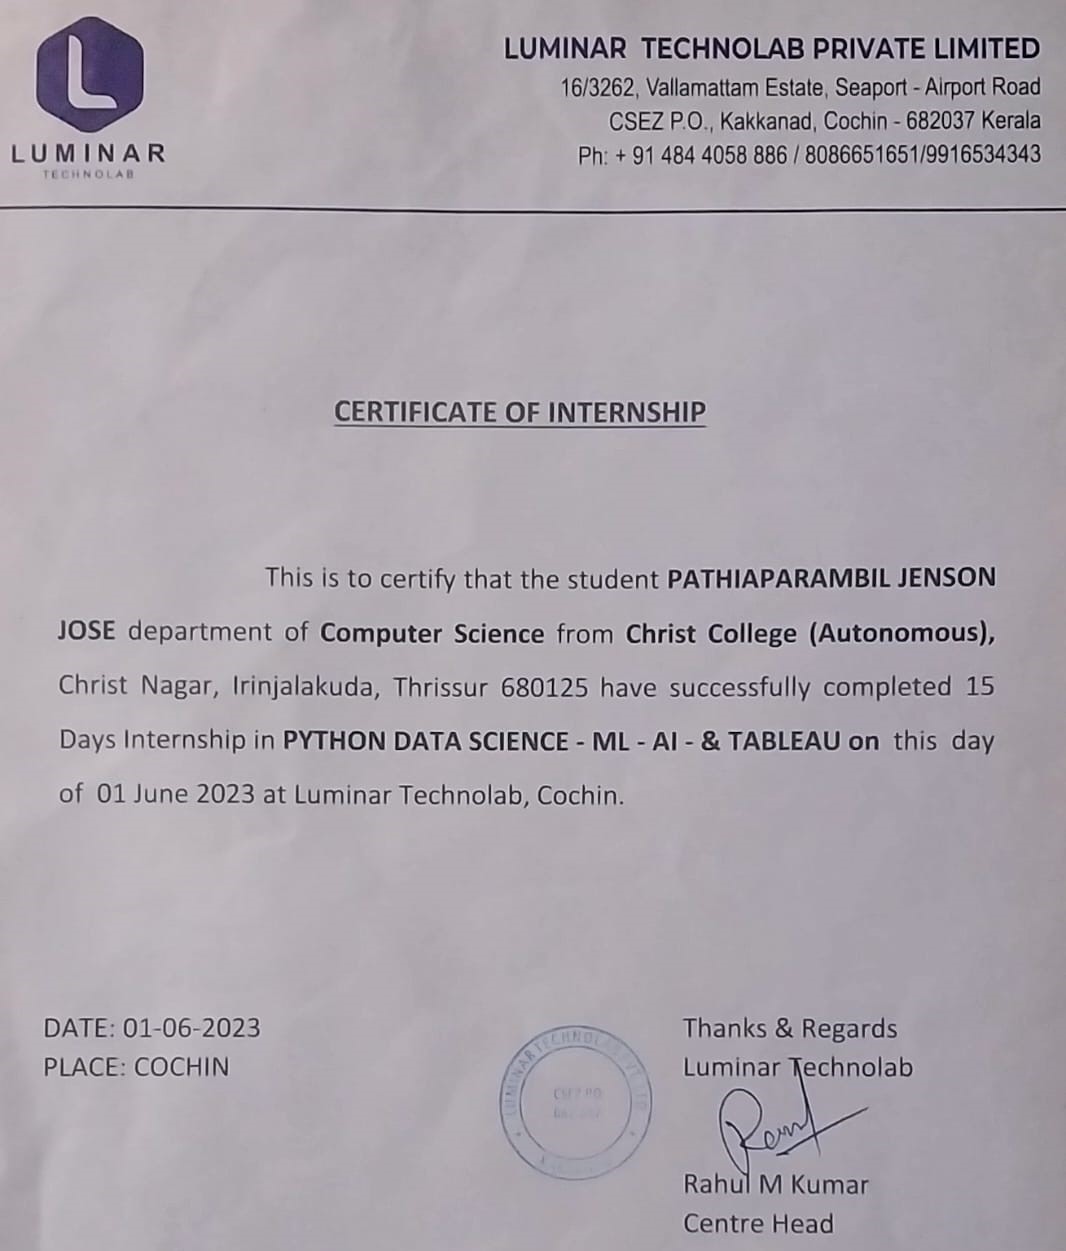 LUMINAR
TECHNOLAB
LUMINAR TECHNOLAB PRIVATE LIMITED
16/3262, Vallamattam Estate, Seaport - Airport Road
CSEZ P.O., Kakkanad, Cochin - 682037 Kerala
Ph: + 91 484 4058 886 / 8086651651/9916534343
CERTIFICATE OF INTERNSHIP
This is to certify that the student PATHIAPARAMBIL JENSON
JOSE department of Computer Science from Christ College (Autonomous),
Christ Nagar, Irinjalakuda, Thrissur 680125 have successfully completed 15
Days Internship in PYTHON DATA SCIENCE - ML - AI - & TABLEAU on this day
of 01 June 2023 at Luminar Technolab, Cochin.
DATE: 01-06-2023
PLACE: COCHIN
LUMINAR TECHNOLAB
CSEZ PO
Thanks & Regards
Luminar Technolab
Rahul M Kumar
Centre Head